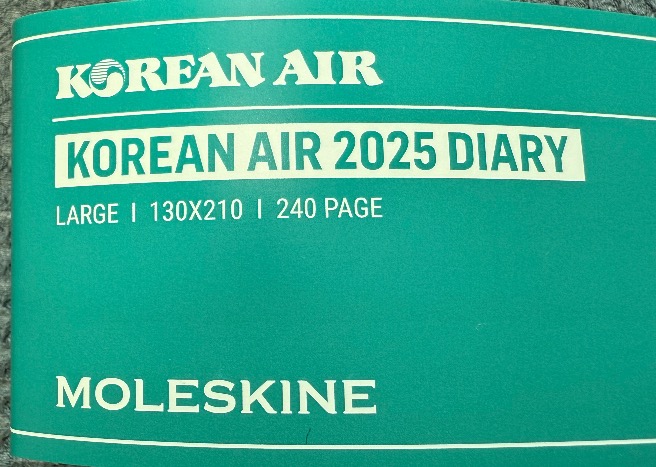 KOREAN AIR
KOREAN AIR 2025 DIARY
LARGE I 130X210 I 240 PAGE
MOLESKINE